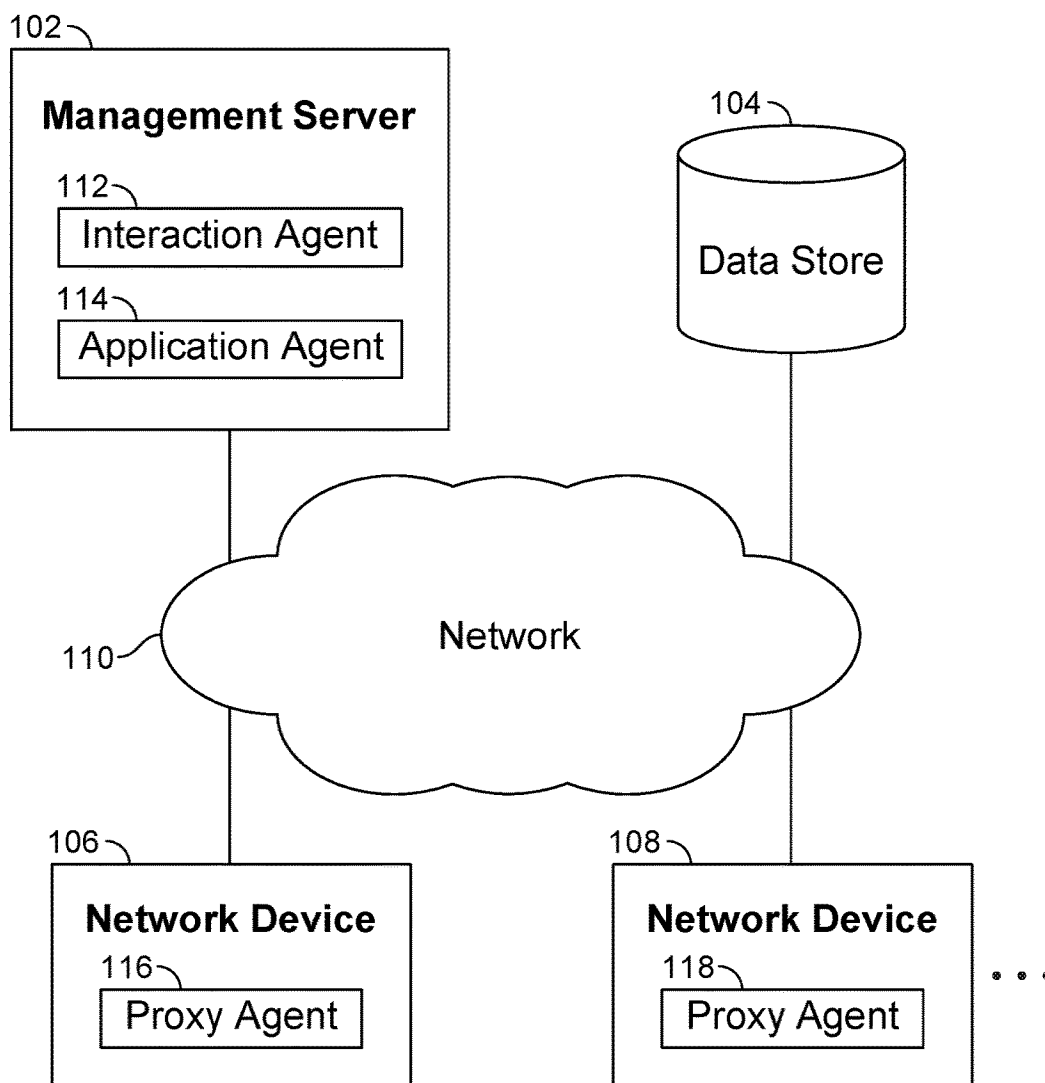 102
Management Server
112
Interaction Agent
114
Application Agent
104
Data Store
110
Network
106
Network Device
116
Proxy Agent
108
Network Device
118
Proxy Agent
. . .